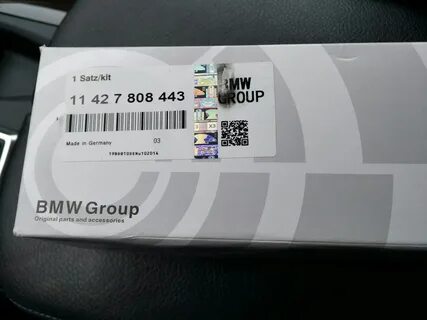 1 Satz/kit
11 42 7 808 443
Made in Germany 03
BMW
GROUP
BMW Group
Original parts and accessories